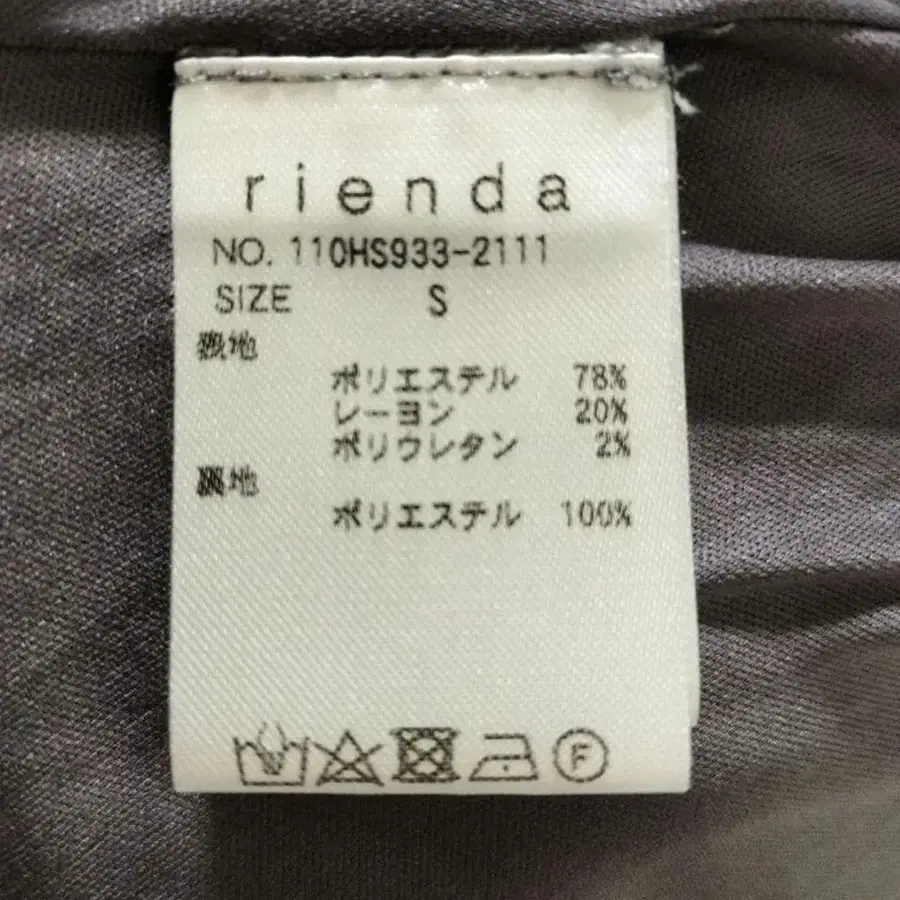 rienda
NO. 110HS933-2111
SIZE S
表地
ポリエステル 78%
レーヨン 20%
ポリウレタン 2%
裏地
ポリエステル 100%
F